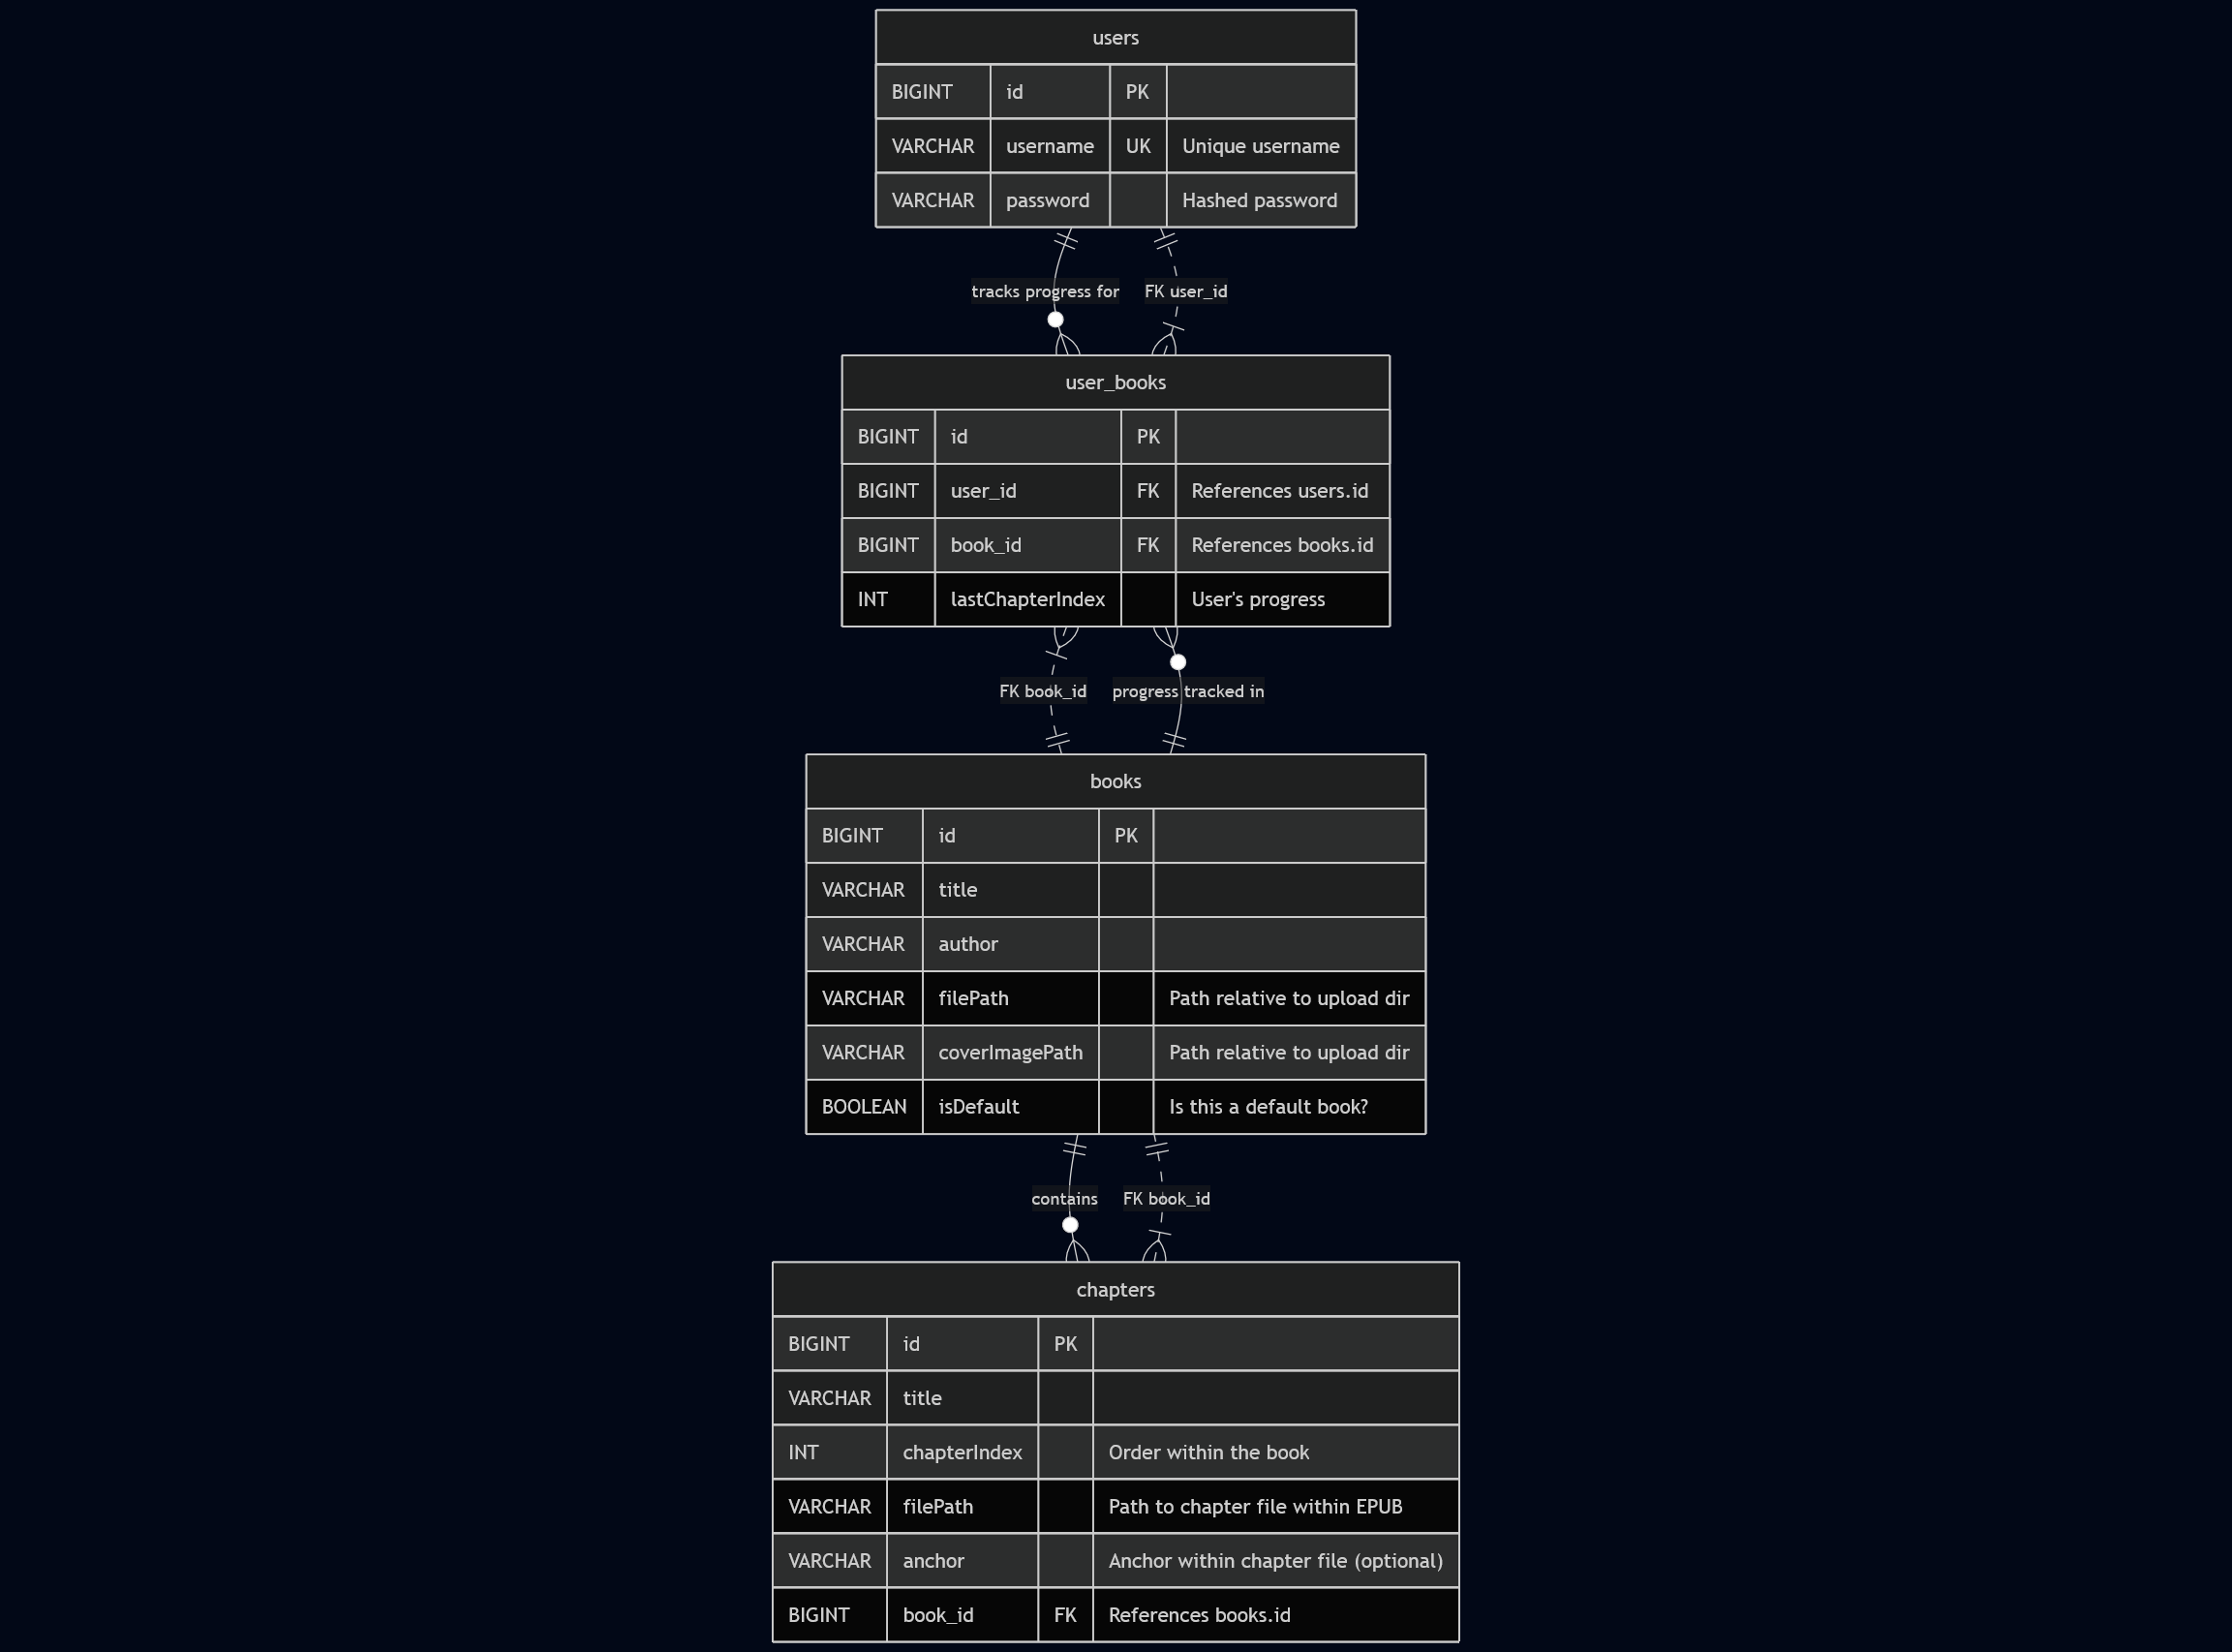 users
BIGINT id PK
VARCHAR username UK Unique username
VARCHAR password Hashed password
tracks progress for FK user_id
user_books
BIGINT id PK
BIGINT user_id FK References users.id
BIGINT book_id FK References books.id
INT lastChapterIndex User's progress
FK book_id progress tracked in
books
BIGINT id PK
VARCHAR title
VARCHAR author
VARCHAR filePath Path relative to upload dir
VARCHAR coverImagePath Path relative to upload dir
BOOLEAN isDefault Is this a default book?
contains FK book_id
chapters
BIGINT id PK
VARCHAR title
INT chapterIndex Order within the book
VARCHAR filePath Path to chapter file within EPUB
VARCHAR anchor Anchor within chapter file (optional)
BIGINT book_id FK References books.id